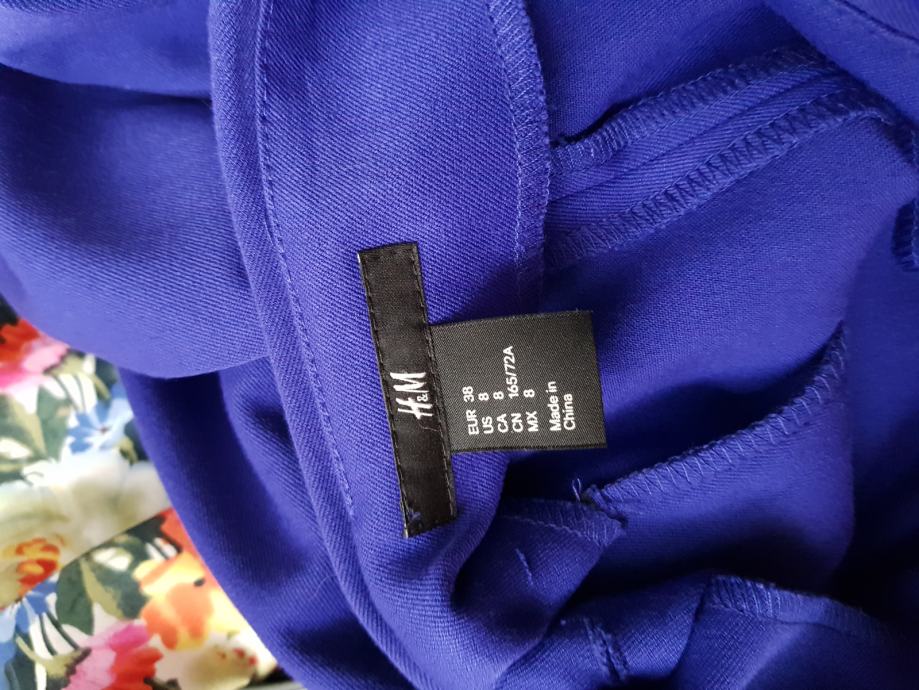 H&M
EUR 38
US 8
CA 8
CN 165/72A
MX 8
Made in
China